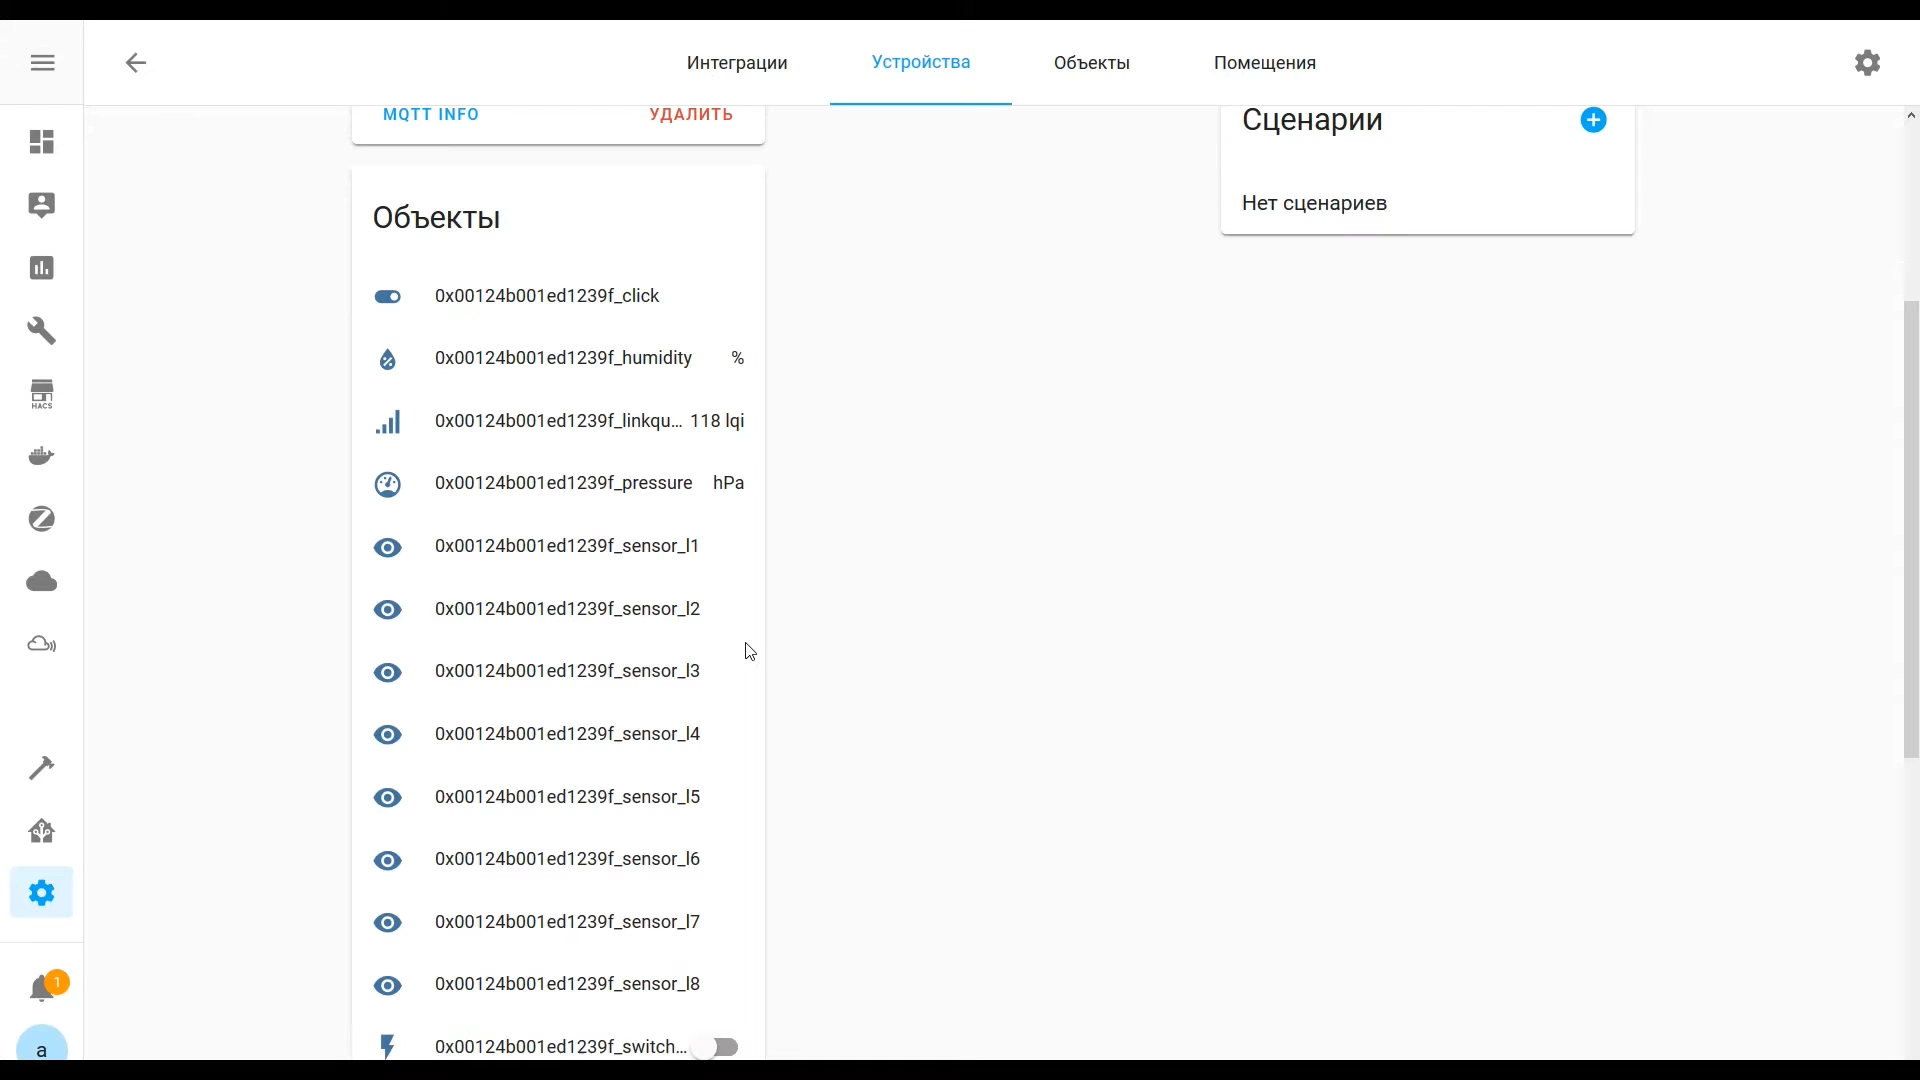 Интеграции
Устройства
Объекты
Помещения
MQTT INFO
УДАЛИТЬ
Сценарии
Нет сценариев
Объекты
0x00124b001ed1239f_click
0x00124b001ed1239f_humidity %
0x00124b001ed1239f_linkqu... 118 lqi
0x00124b001ed1239f_pressure hPa
0x00124b001ed1239f_sensor_l1
0x00124b001ed1239f_sensor_l2
0x00124b001ed1239f_sensor_l3
0x00124b001ed1239f_sensor_l4
0x00124b001ed1239f_sensor_l5
0x00124b001ed1239f_sensor_l6
0x00124b001ed1239f_sensor_l7
0x00124b001ed1239f_sensor_l8
0x00124b001ed1239f_switch...
HACS
1
a